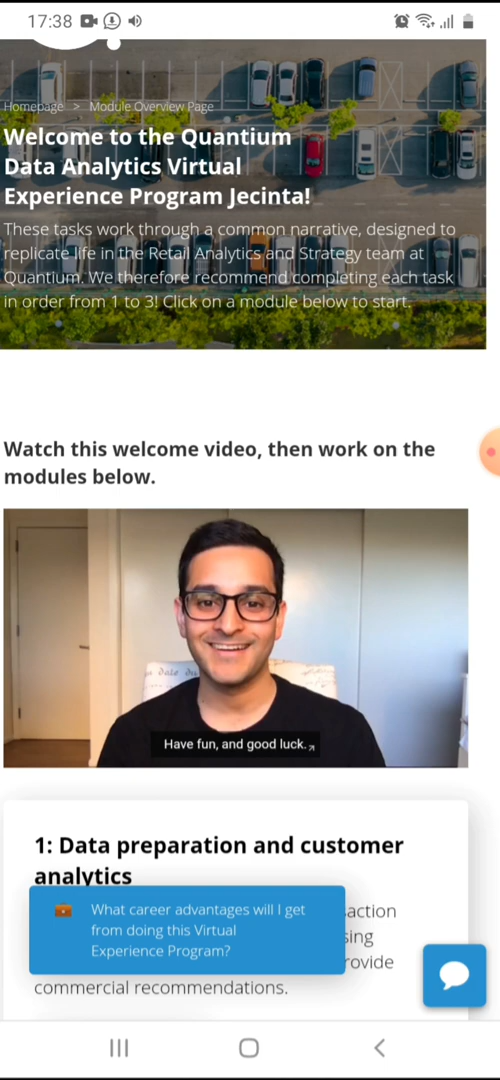 17:38
Homepage > Module Overview Page
Welcome to the Quantium
Data Analytics Virtual
Experience Program Jecinta!
These tasks work through a common narrative, designed to
replicate life in the Retail Analytics and Strategy team at
Quantium. We therefore recommend completing each task
in order from 1 to 3! Click on a module below to start.
Watch this welcome video, then work on the
modules below.
Have fun, and good luck.
1: Data preparation and customer
analytics
What career advantages will I get
from doing this Virtual
Experience Program?
saction
sing
rovide
commercial recommendations.